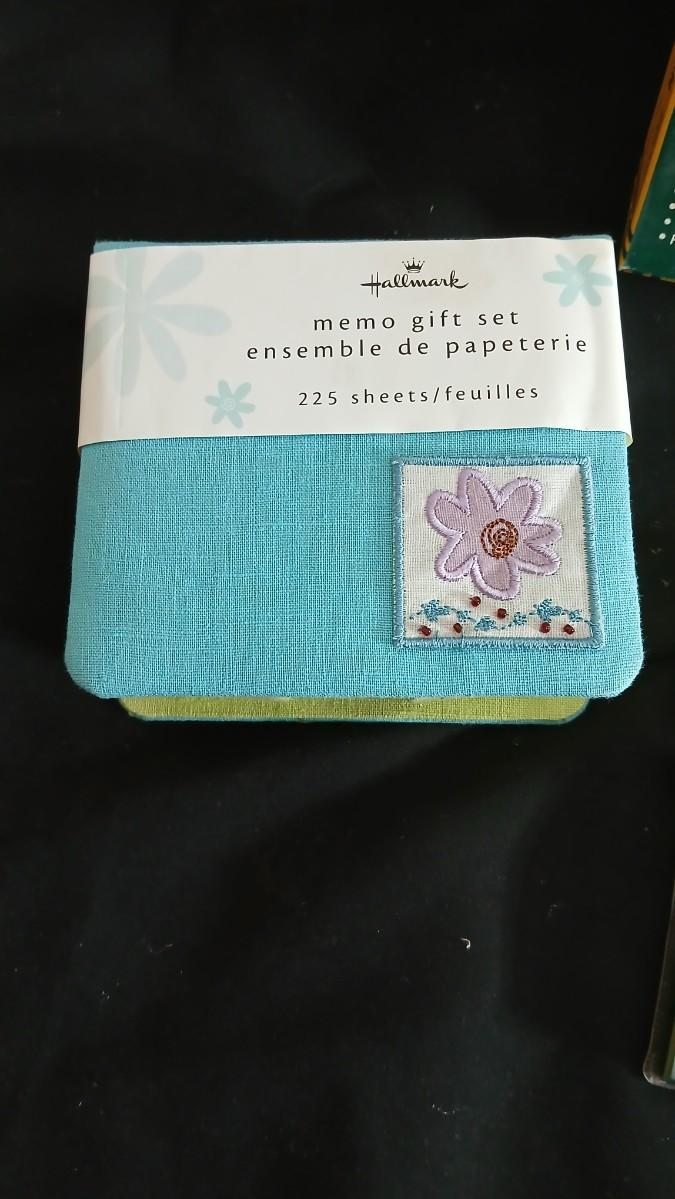 Hallmark
memo gift set
ensemble de papeterie
225 sheets/feuilles